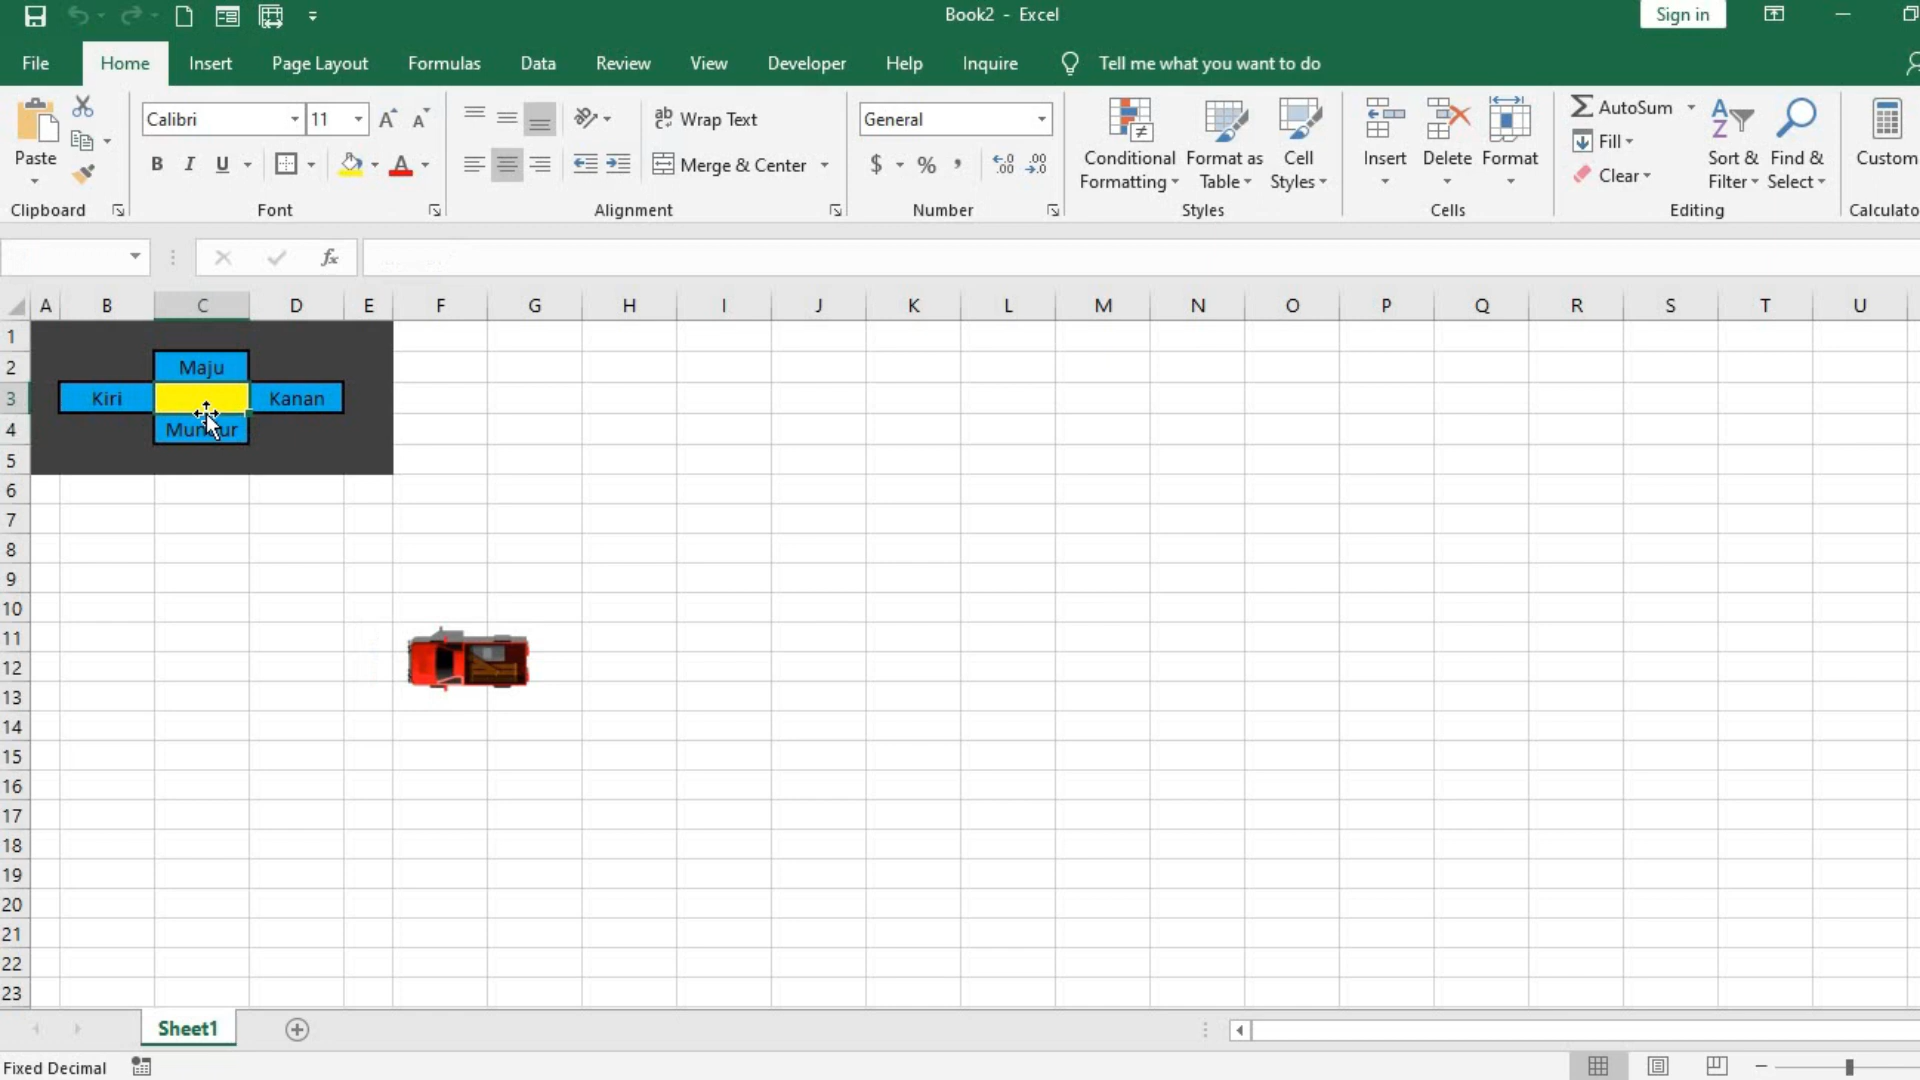 Book2 - Excel
Sign in
File Home Insert Page Layout Formulas Data Review View Developer Help Inquire Tell me what you want to do
Calibri 11 Wrap Text General AutoSum
Paste B I U Merge & Center $ % , Conditional Formatting Format as Table Cell Styles Insert Delete Format Fill Clear Sort & Filter Find & Select Custom
Clipboard Font Alignment Number Styles Cells Editing Calculato
fx
A B C D E F G H I J K L M N O P Q R S T U
1
2 Maju
3 Kiri Kanan
4
5
6
7
8
9
10
11
12
13
14
15
16
17
18
19
20
21
22
23
Sheet1
Fixed Decimal